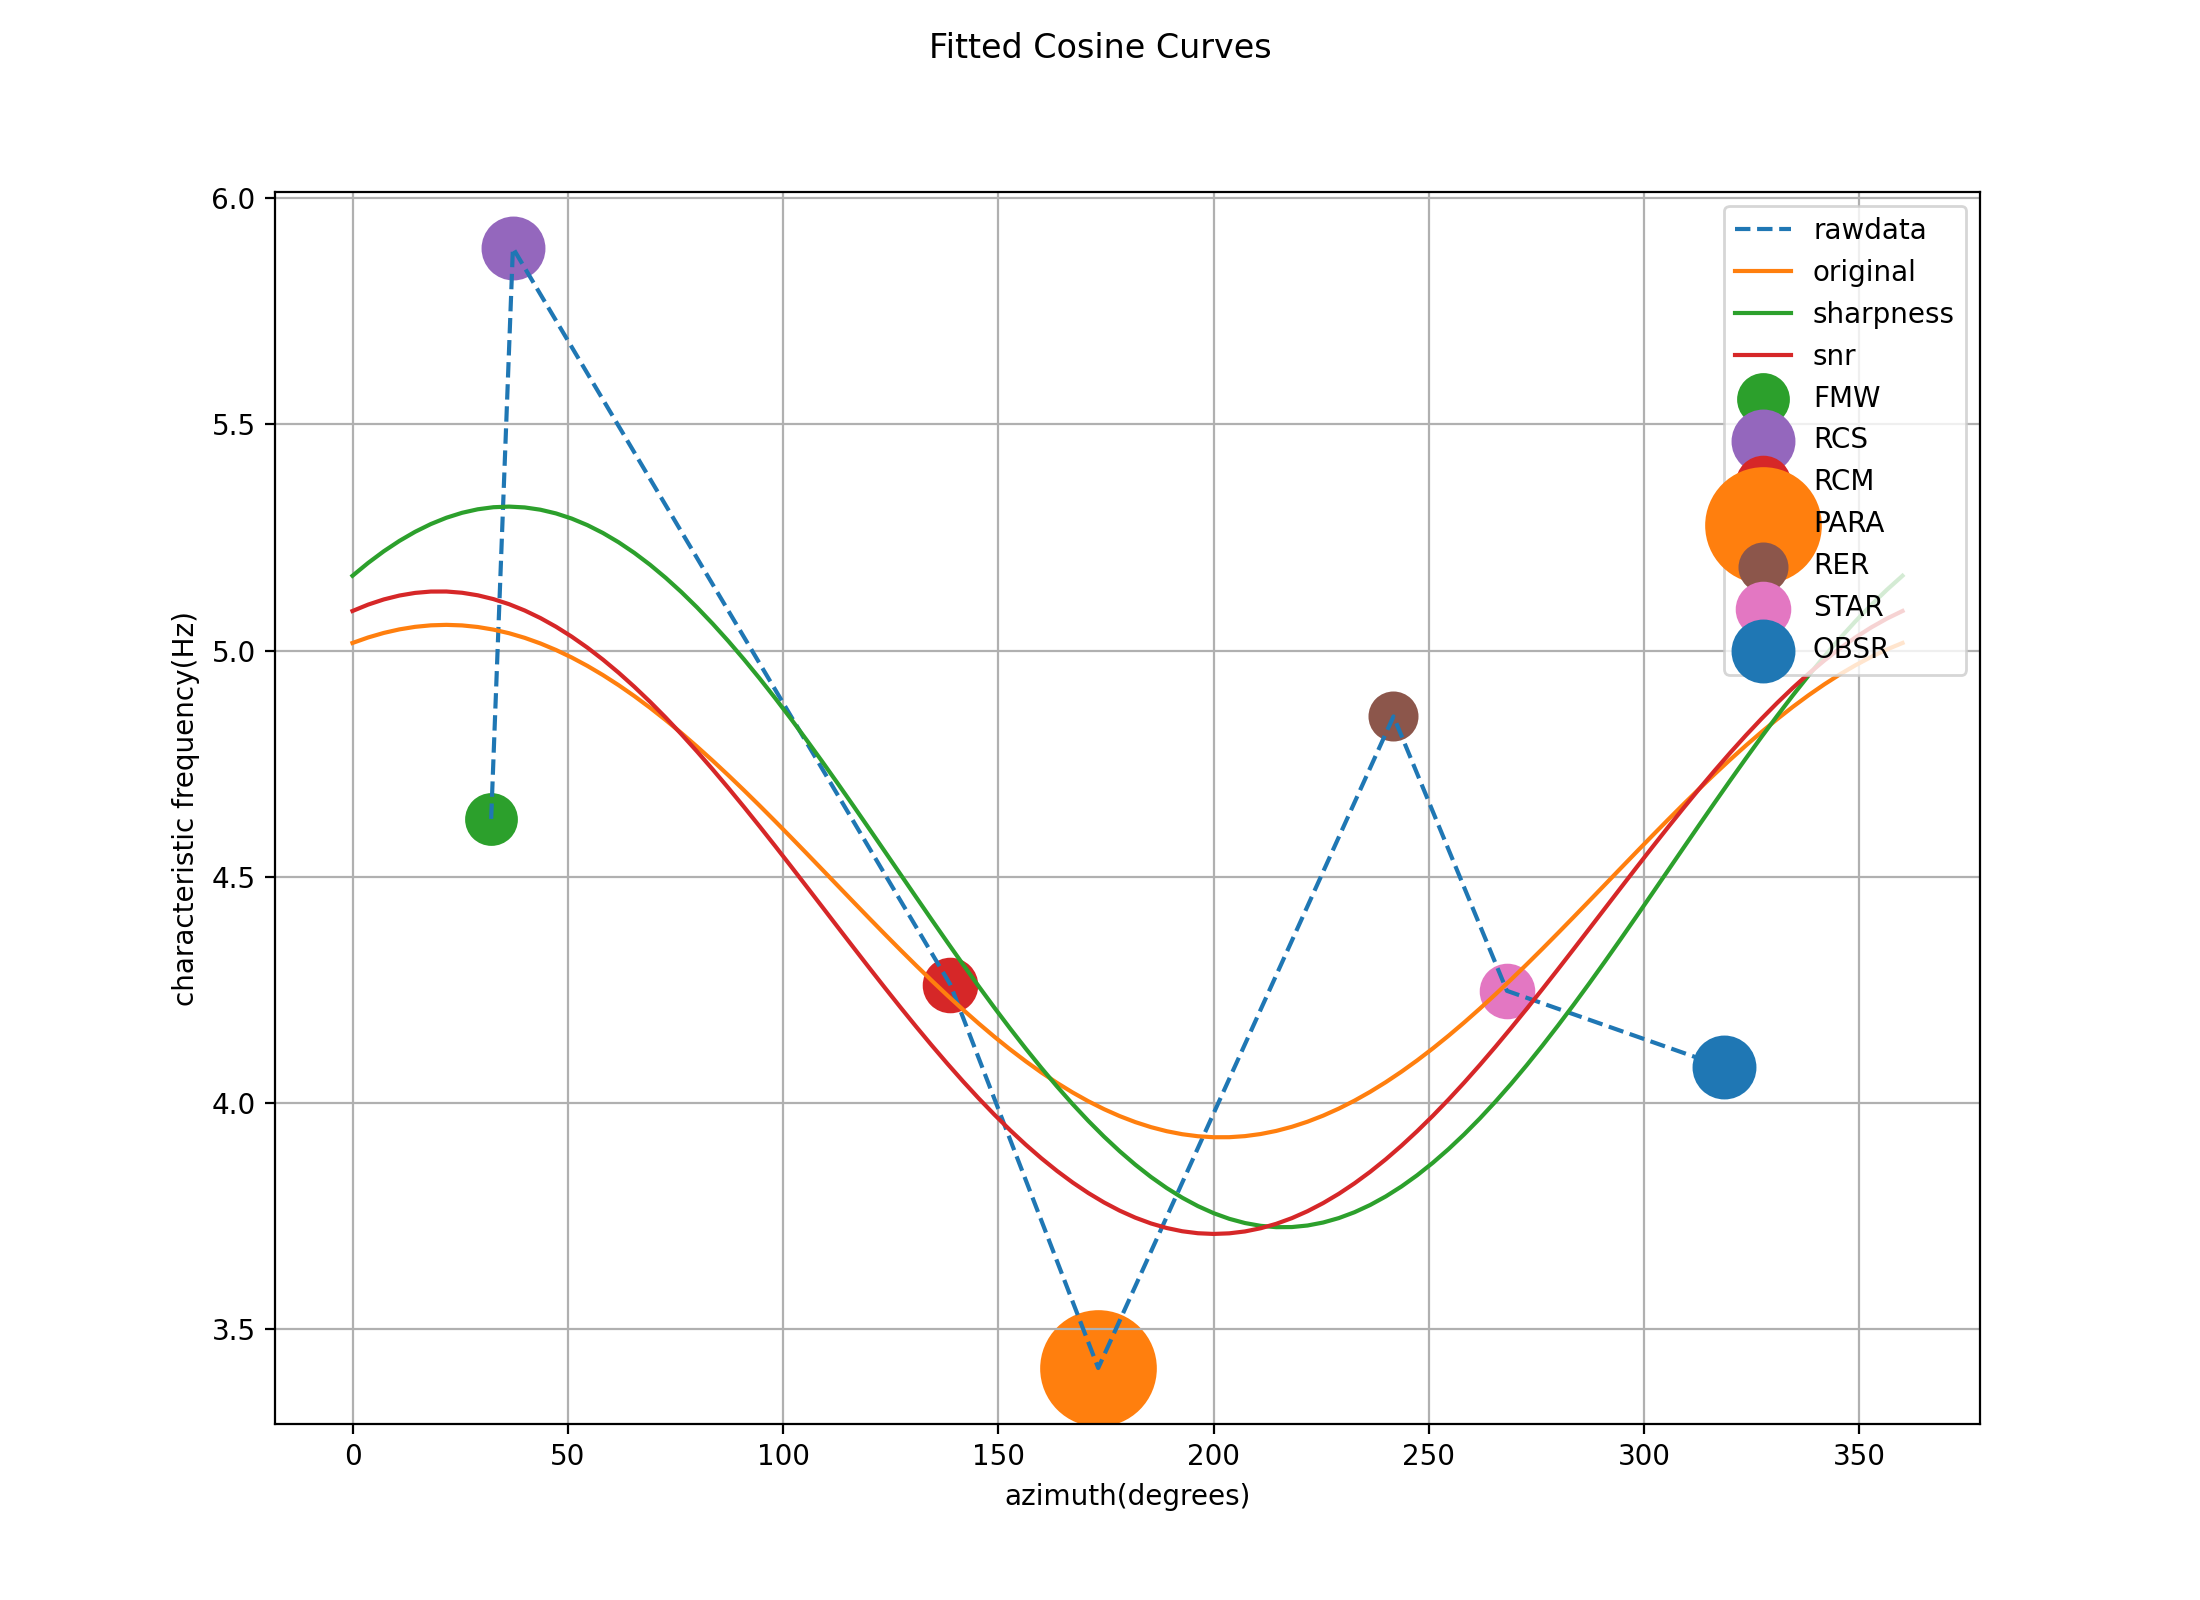 Fitted Cosine Curves
6.0
5.5
5.0
4.5
4.0
3.5
characteristic frequency(Hz)
0 50 100 150 200 250 300 350
azimuth(degrees)
rawdata
original
sharpness
snr
FMW
RCS
RCM
PARA
RER
STAR
OBSR